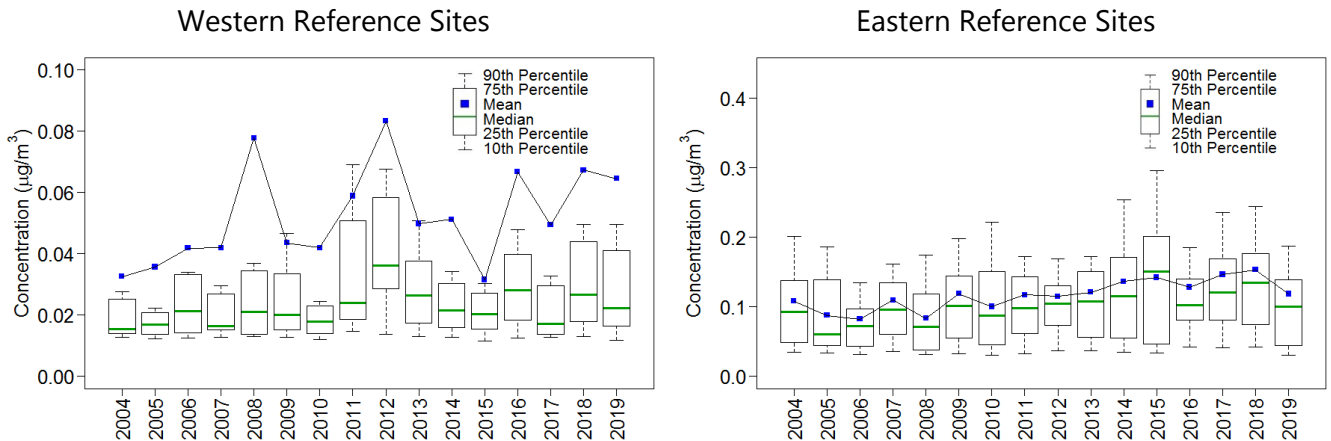 Western Reference Sites
Concentration (μg/m³)
0.10
0.08
0.06
0.04
0.02
0.00
90th Percentile
75th Percentile
Mean
Median
25th Percentile
10th Percentile
2004
2005
2006
2007
2008
2009
2010
2011
2012
2013
2014
2015
2016
2017
2018
2019
Eastern Reference Sites
Concentration (μg/m³)
0.4
0.3
0.2
0.1
0.0
90th Percentile
75th Percentile
Mean
Median
25th Percentile
10th Percentile
2004
2005
2006
2007
2008
2009
2010
2011
2012
2013
2014
2015
2016
2017
2018
2019